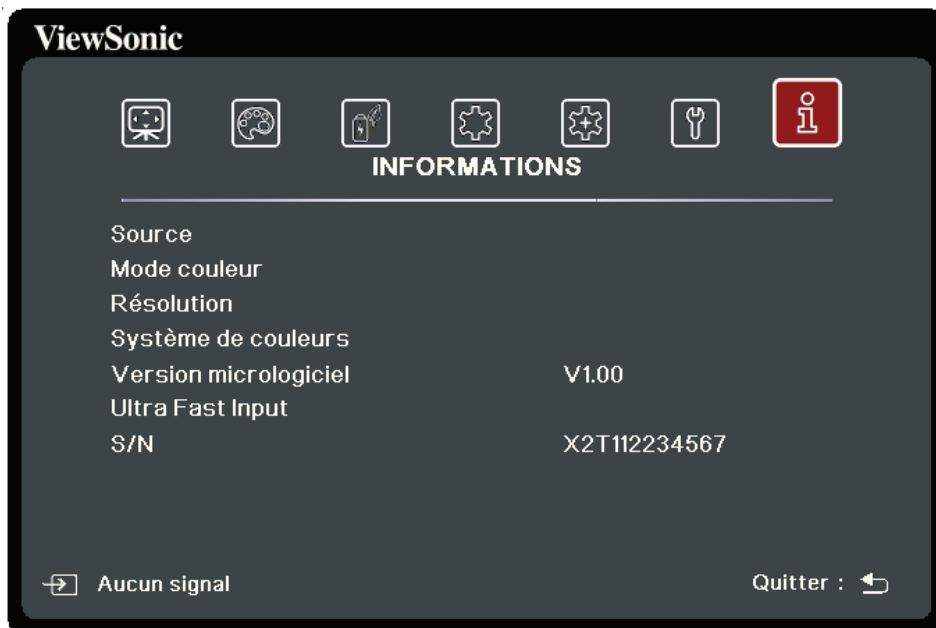 ViewSonic
INFORMATIONS
Source
Mode couleur
Résolution
Système de couleurs
Version micrologiciel V1.00
Ultra Fast Input
S/N X2T112234567
Aucun signal Quitter :